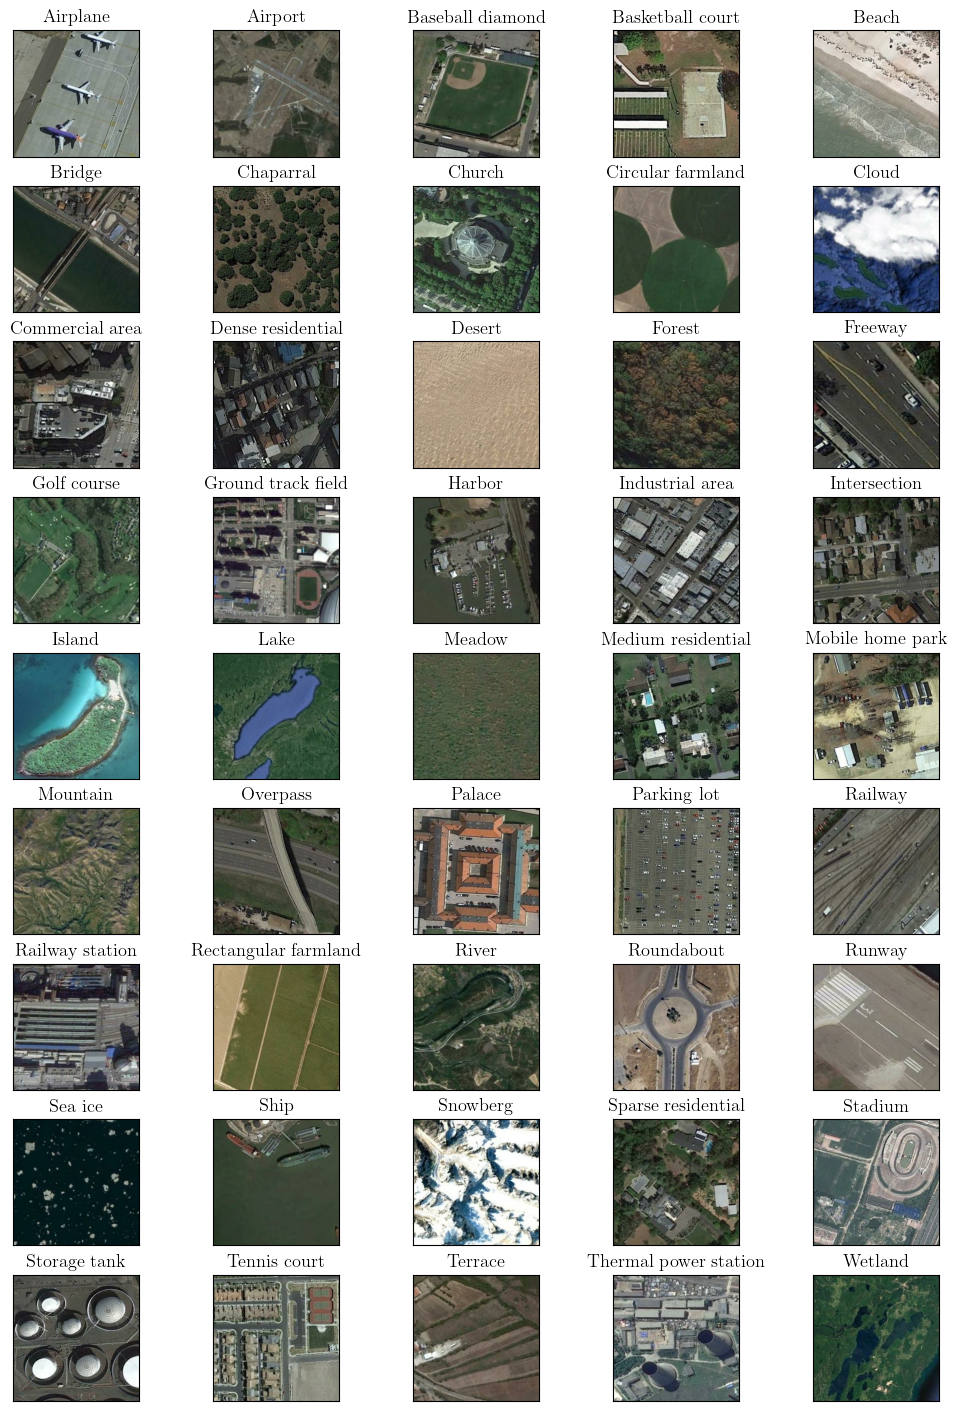 Airplane Airport Baseball diamond Basketball court Beach
Bridge Chaparral Church Circular farmland Cloud
Commercial area Dense residential Desert Forest Freeway
Golf course Ground track field Harbor Industrial area Intersection
Island Lake Meadow Medium residential Mobile home park
Mountain Overpass Palace Parking lot Railway
Railway station Rectangular farmland River Roundabout Runway
Sea ice Ship Snowberg Sparse residential Stadium
Storage tank Tennis court Terrace Thermal power station Wetland